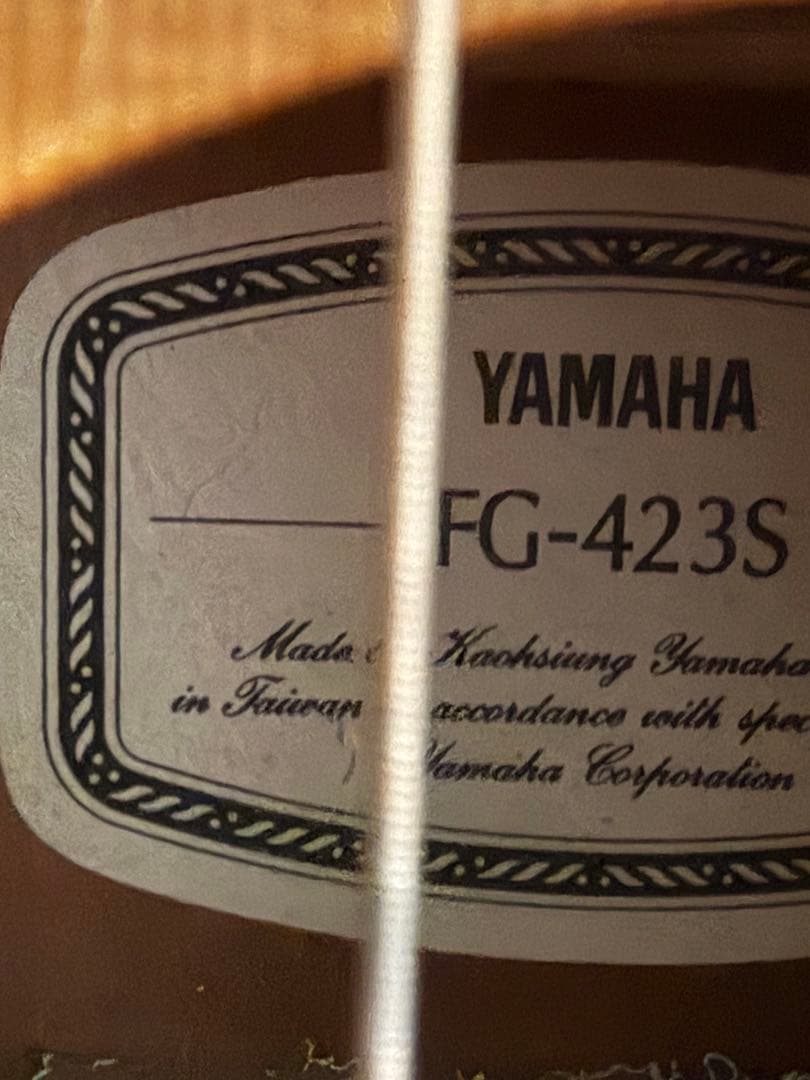 YAMAHA
FG-423S
Made Kaohsiung Yamaha
in Taiwan accordance with spec
Yamaha Corporation